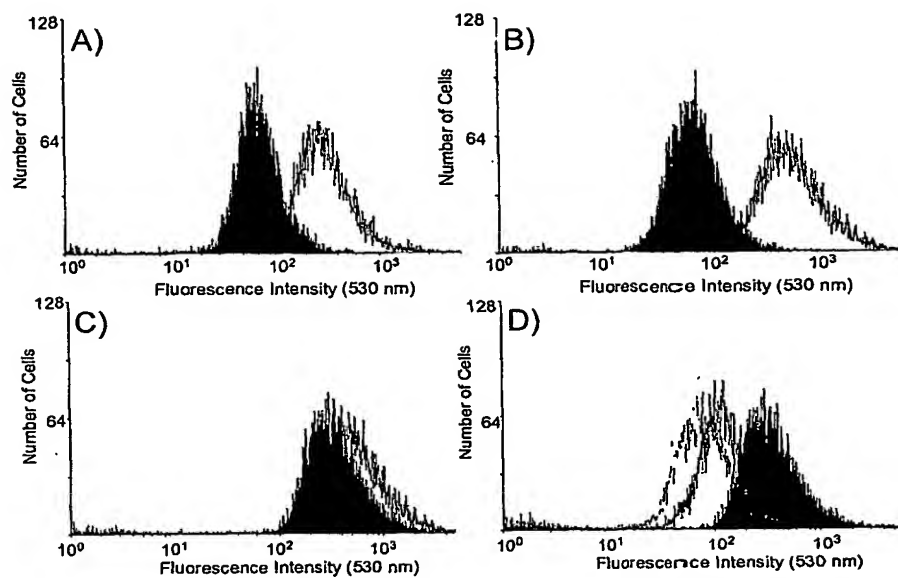 A)
128
Number of Cells
64
10⁰ 10¹ 10² 10³
Fluorescence Intensity (530 nm)
B)
128
Number of Cells
64
10⁰ 10¹ 10² 10³
Fluorescence Intensity (530 nm)
C)
128
Number of Cells
64
10⁰ 10¹ 10² 10³
Fluorescence Intensity (530 nm)
D)
128
Number of Cells
64
10⁰ 10¹ 10² 10³
Fluorescence Intensity (530 nm)